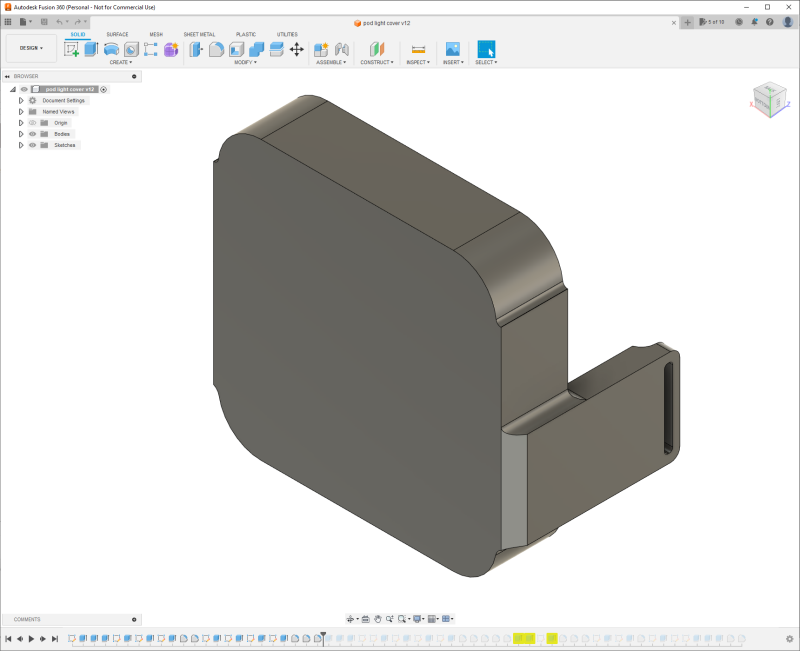 Autodesk Fusion 360 (Personal - Not for Commercial Use)
pod light cover v12
5 of 10
DESIGN
SOLID SURFACE MESH SHEET METAL PLASTIC UTILITIES
CREATE MODIFY ASSEMBLE CONSTRUCT INSPECT INSERT SELECT
BROWSER
pod light cover v12
Document Settings
Named Views
Origin
Bodies
Sketches
X
Z
COMMENTS